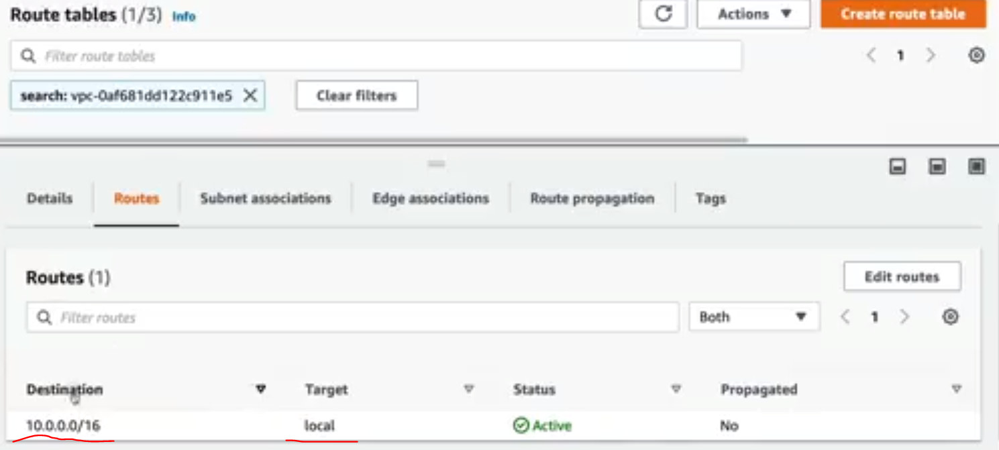 Route tables (1/3) Info
Actions
Create route table
Filter route tables
1
search: vpc-0af681dd122c911e5
Clear filters
Details
Routes
Subnet associations
Edge associations
Route propagation
Tags
Routes (1)
Edit routes
Filter routes
Both
1
Destination
Target
Status
Propagated
10.0.0.0/16
local
Active
No